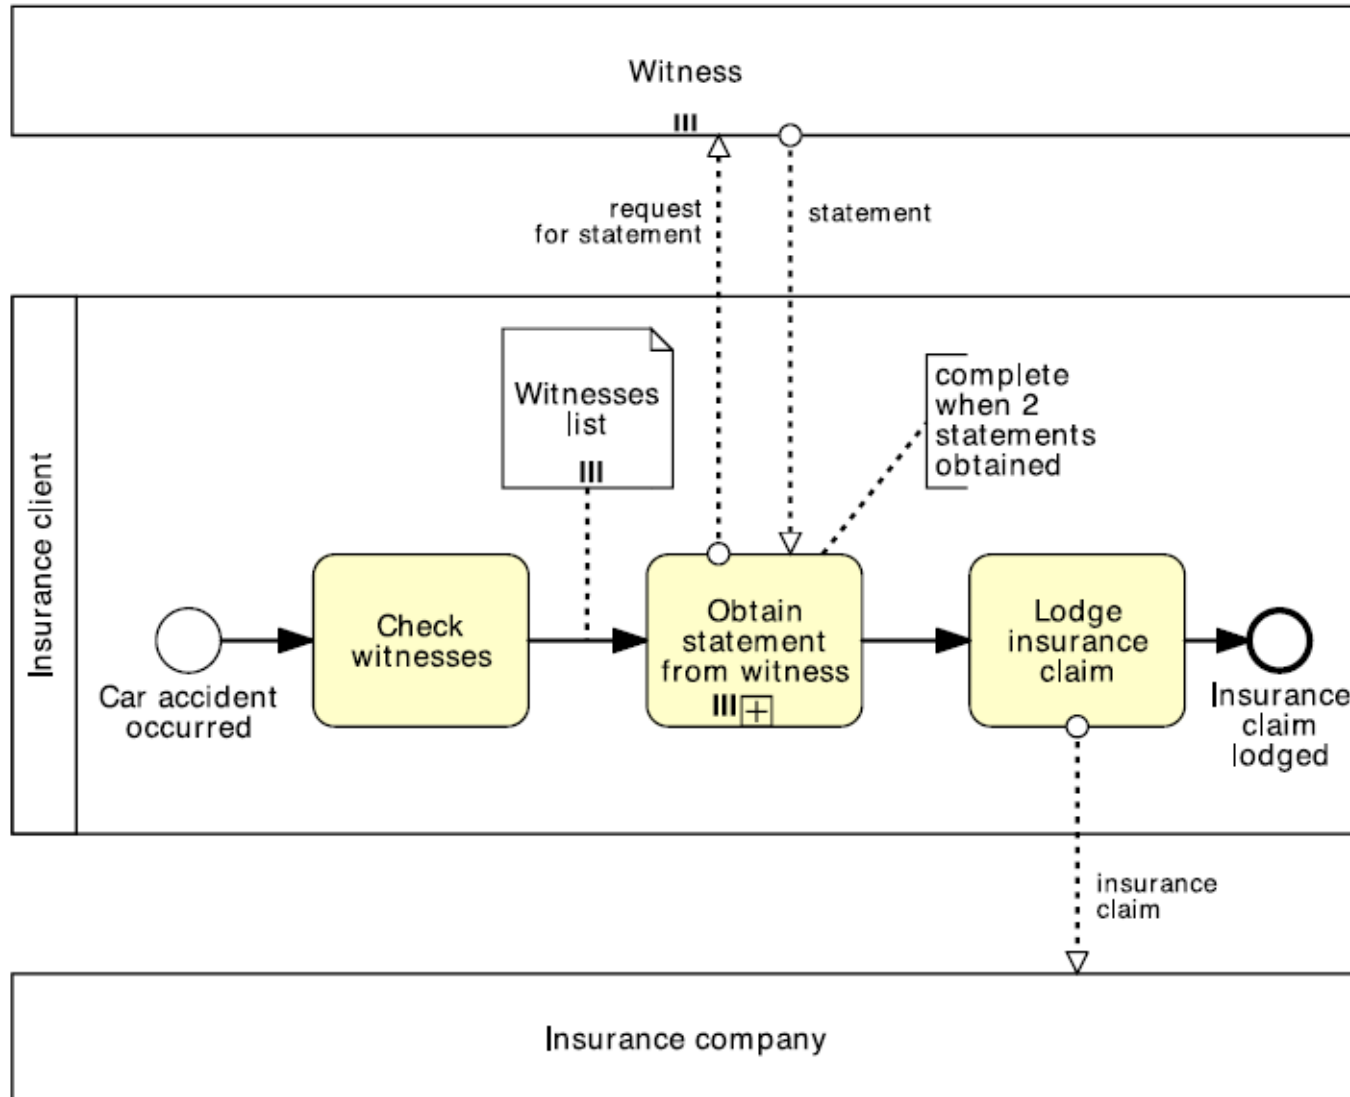 Witness
request
for statement
statement
Insurance client
Witnesses
list
complete
when 2
statements
obtained
Car accident
occurred
Check
witnesses
Obtain
statement
from witness
Lodge
insurance
claim
Insurance
claim
lodged
insurance
claim
Insurance company